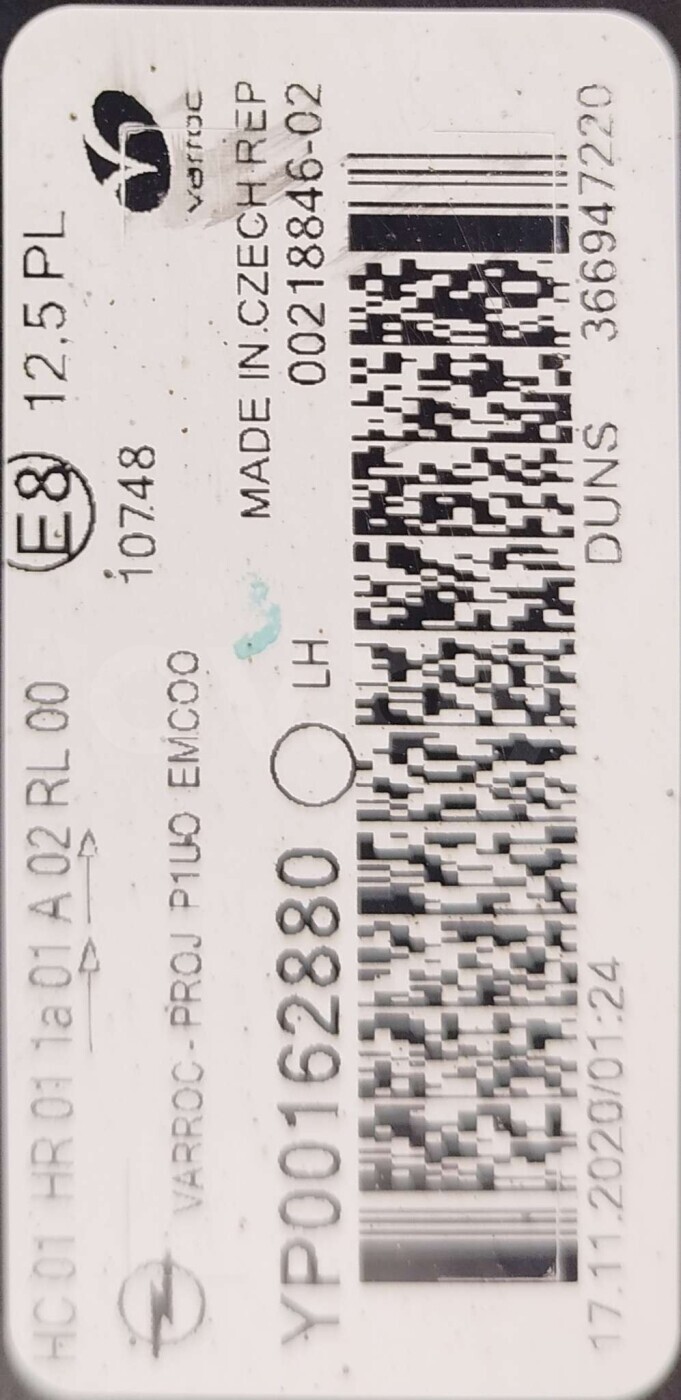 HC 01 HR 01 1a 01 A 02 RL 00 E8 12,5 PL
10748
varroc
VARROC - PROJ P1UO EMCOO
MADE IN CZECH REP
YP00162880 LH 00218846-02
17.11.2020/01:24 DUNS 366947220